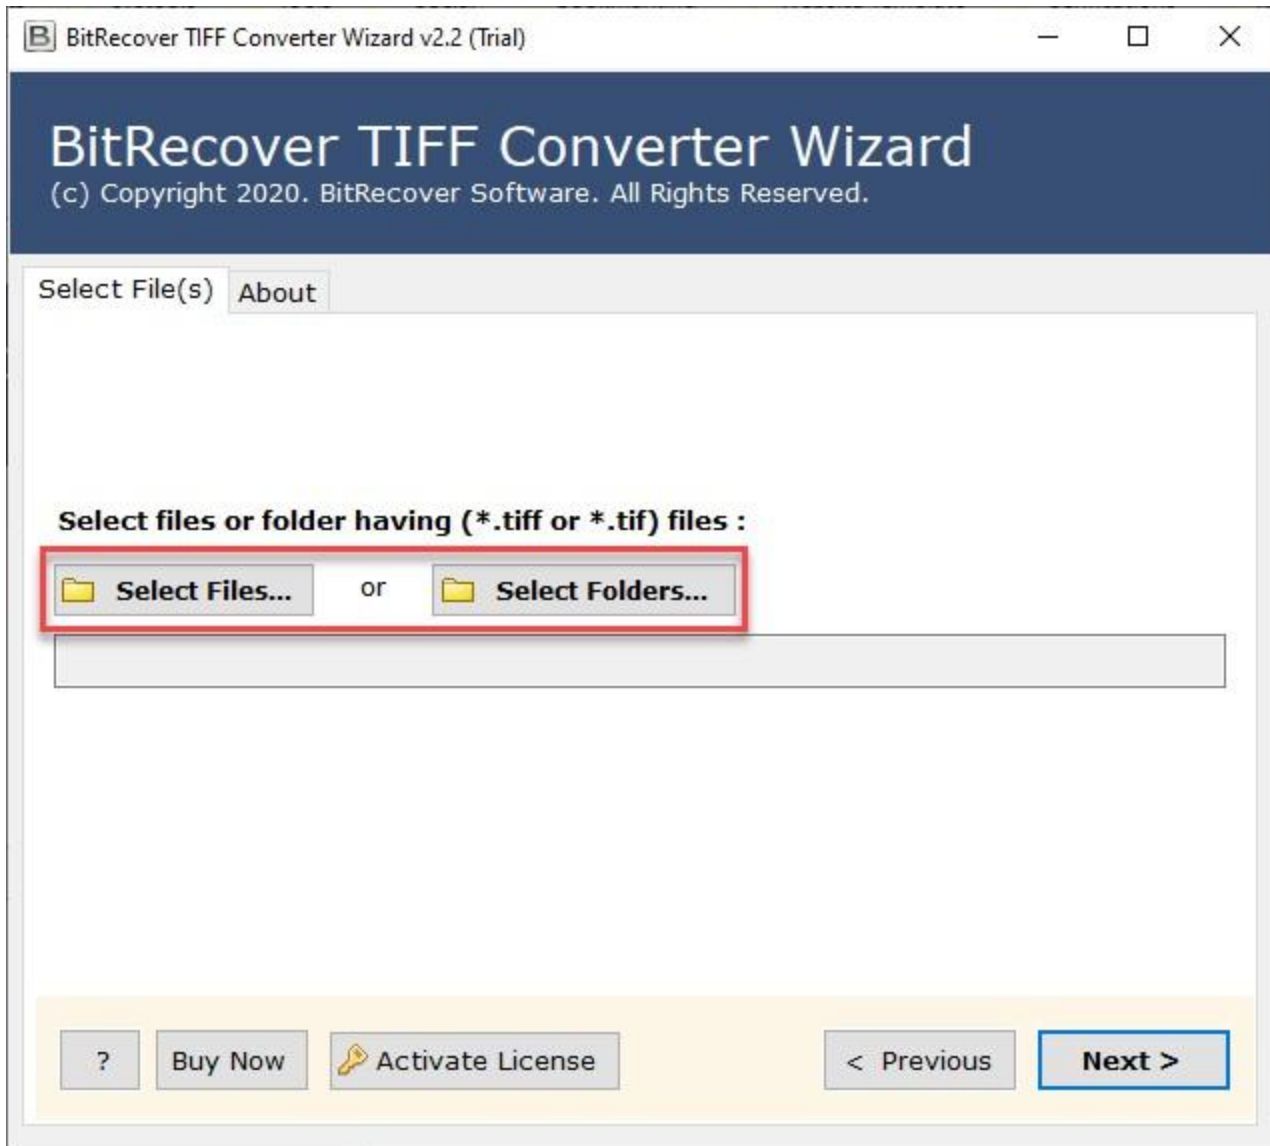 BitRecover TIFF Converter Wizard v2.2 (Trial)
BitRecover TIFF Converter Wizard
(c) Copyright 2020. BitRecover Software. All Rights Reserved.
Select File(s) About
Select files or folder having (*.tiff or *.tif) files :
Select Files... or Select Folders...
? Buy Now Activate License < Previous Next >